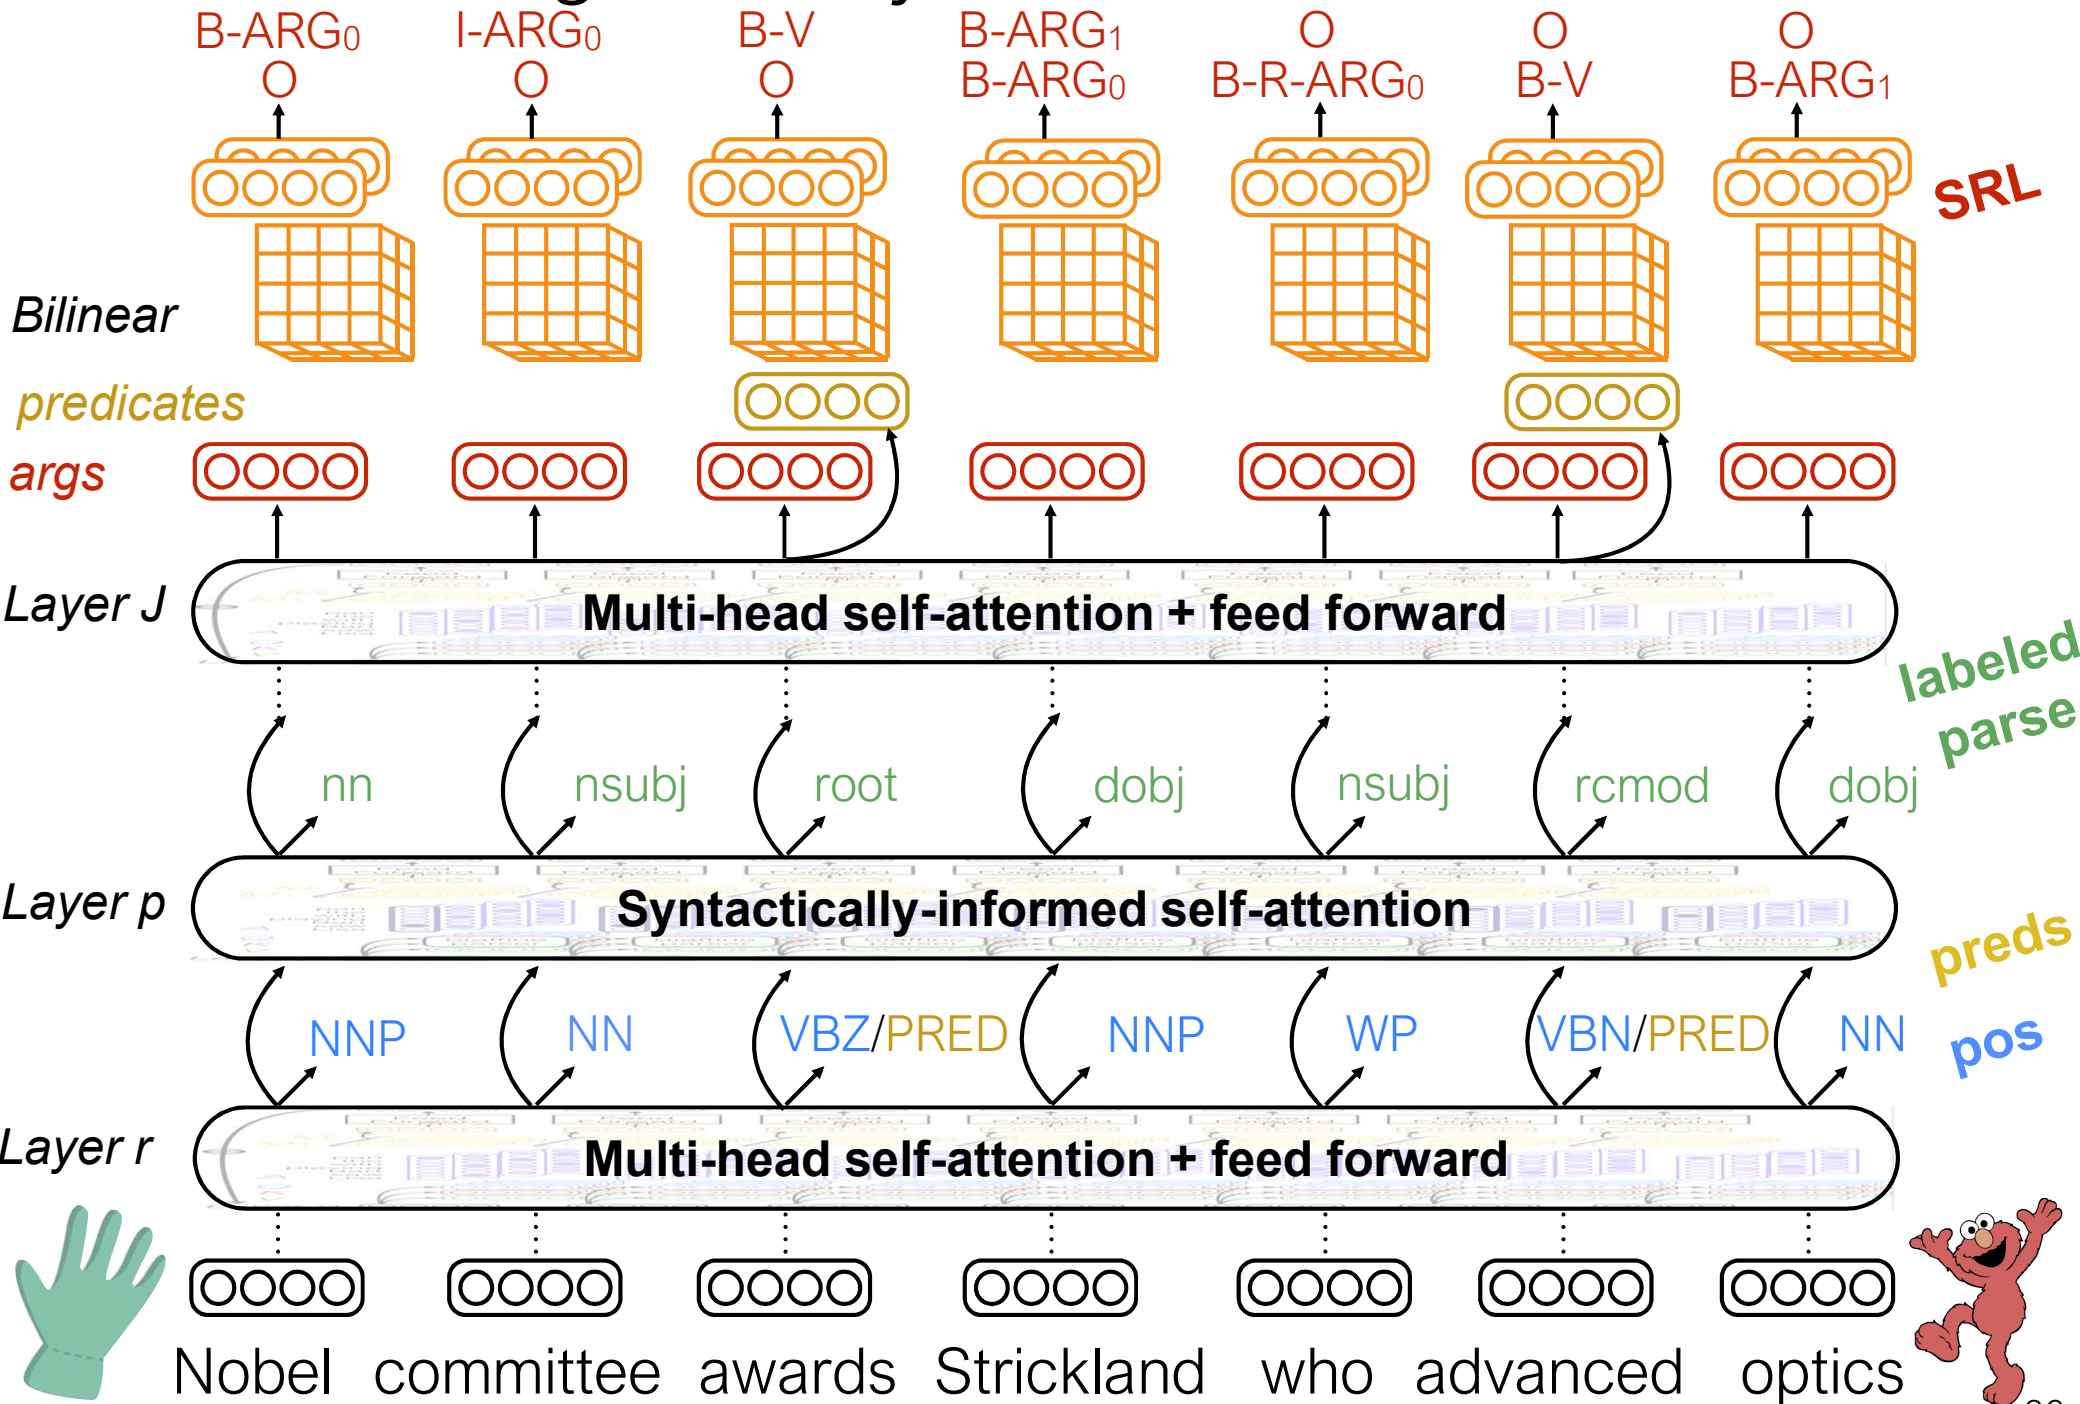 B-ARG0 I-ARG0 B-V B-ARG1 O O O
O O O B-ARG0 B-R-ARG0 B-V B-ARG1
SRL
Bilinear
predicates
args
Layer J Multi-head self-attention + feed forward
labeled
parse
nn nsubj root dobj nsubj rcmod dobj
Layer p Syntactically-informed self-attention
preds
NNP NN VBZ/PRED NNP WP VBN/PRED NN
pos
Layer r Multi-head self-attention + feed forward
Nobel committee awards Strickland who advanced optics